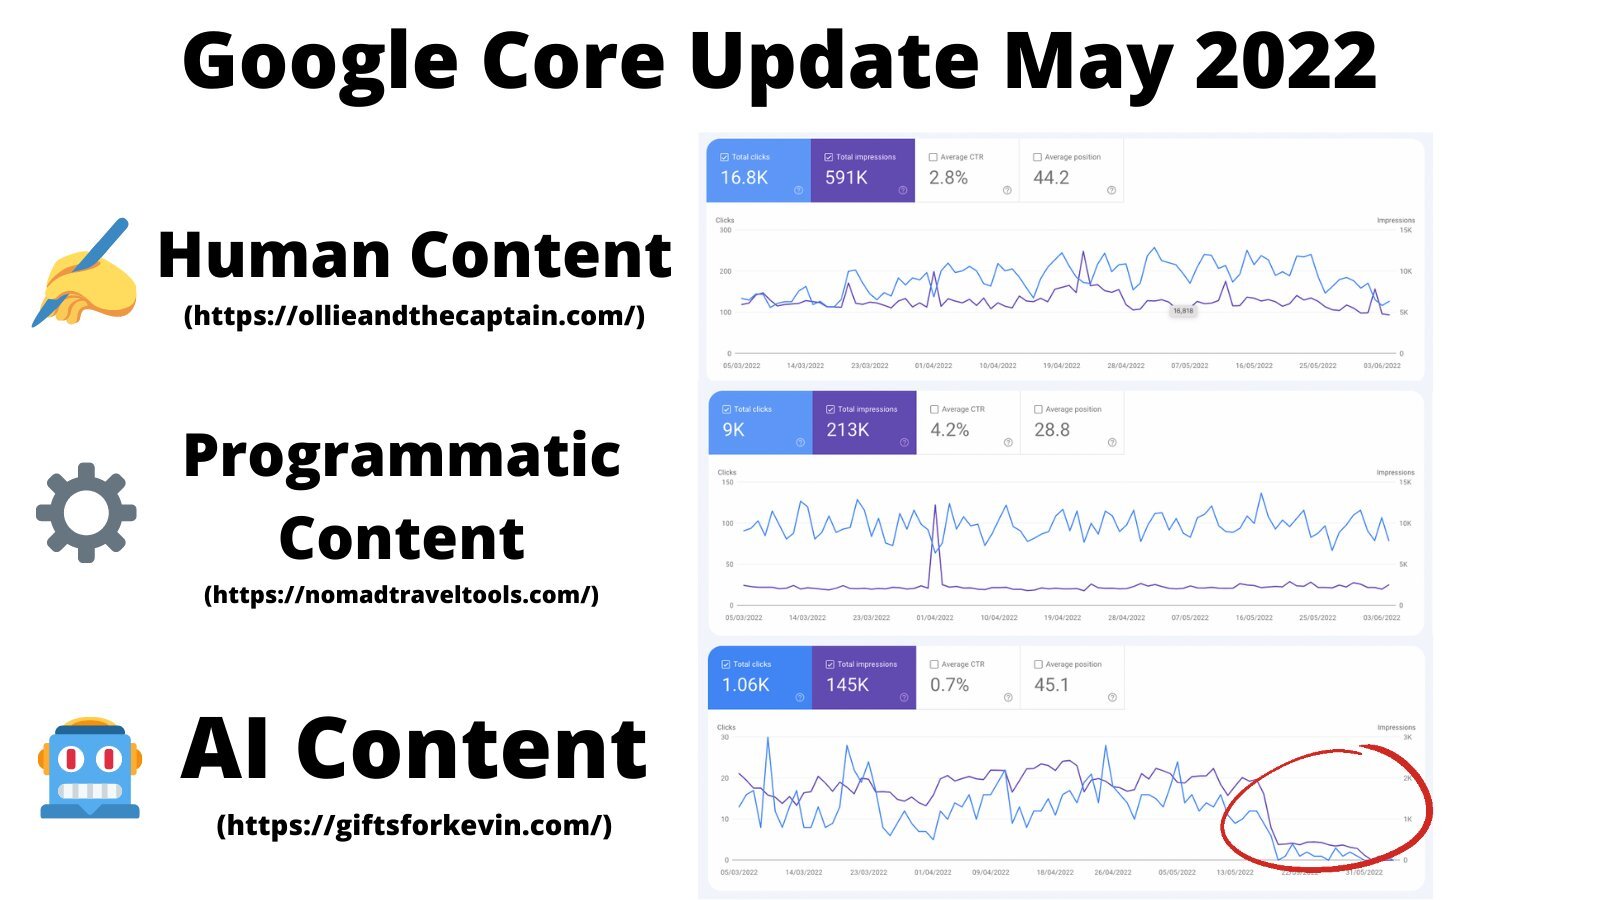 Google Core Update May 2022
Human Content
(https://ollieandthecaptain.com/)
Total clicks
16.8K
Total impressions
591K
Average CTR
2.8%
Average position
44.2
Clicks
Impressions
300
15K
200
10K
100
5K
16,818
0
0
05/03/2022 14/03/2022 23/03/2022 01/04/2022 10/04/2022 19/04/2022 28/04/2022 07/05/2022 16/05/2022 25/05/2022 03/06/2022
Programmatic
Content
(https://nomadtraveltools.com/)
Total clicks
9K
Total impressions
213K
Average CTR
4.2%
Average position
28.8
Clicks
Impressions
150
15K
100
10K
50
5K
0
0
05/03/2022 14/03/2022 23/03/2022 01/04/2022 10/04/2022 19/04/2022 28/04/2022 07/05/2022 16/05/2022 25/05/2022 03/06/2022
AI Content
(https://giftsforkevin.com/)
Total clicks
1.06K
Total impressions
145K
Average CTR
0.7%
Average position
45.1
Clicks
Impressions
30
3K
20
2K
10
1K
0
0
05/03/2022 14/03/2022 23/03/2022 01/04/2022 09/04/2022 18/04/2022 26/04/2022 05/05/2022 13/05/2022 22/05/2022 31/05/2022